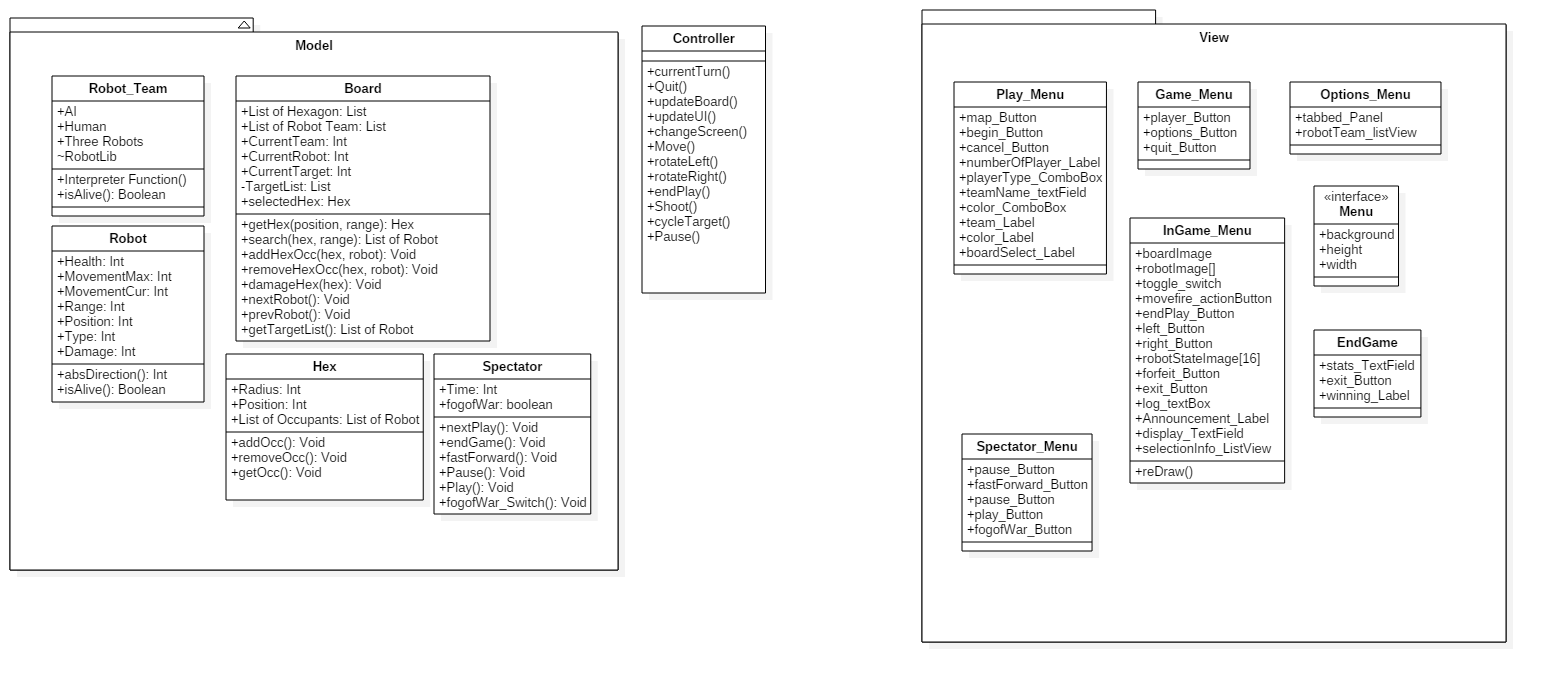 Model
Robot_Team
+AI
+Human
+Three Robots
~RobotLib
+Interpreter Function()
+isAlive(): Boolean
Robot
+Health: Int
+MovementMax: Int
+MovementCur: Int
+Range: Int
+Position: Int
+Type: Int
+Damage: Int
+absDirection(): Int
+isAlive(): Boolean
Board
+List of Hexagon: List
+List of Robot Team: List
+CurrentTeam: Int
+CurrentRobot: Int
+CurrentTarget: Int
-TargetList: List
+selectedHex: Hex
+getHex(position, range): Hex
+search(hex, range): List of Robot
+addHexOcc(hex, robot): Void
+removeHexOcc(hex, robot): Void
+damageHex(hex): Void
+nextRobot(): Void
+prevRobot(): Void
+getTargetList(): List of Robot
Hex
+Radius: Int
+Position: Int
+List of Occupants: List of Robot
+addOcc(): Void
+removeOcc(): Void
+getOcc(): Void
Spectator
+Time: Int
+fogofWar: boolean
+nextPlay(): Void
+endGame(): Void
+fastForward(): Void
+Pause(): Void
+Play(): Void
+fogofWar_Switch(): Void
Controller
+currentTurn()
+Quit()
+updateBoard()
+updateUI()
+changeScreen()
+Move()
+rotateLeft()
+rotateRight()
+endPlay()
+Shoot()
+cycleTarget()
+Pause()
View
Play_Menu
+map_Button
+begin_Button
+cancel_Button
+numberOfPlayer_Label
+playerType_ComboBox
+teamName_textField
+color_ComboBox
+team_Label
+color_Label
+boardSelect_Label
Game_Menu
+player_Button
+options_Button
+quit_Button
Options_Menu
+tabbed_Panel
+robotTeam_listView
«interface»
Menu
+background
+height
+width
InGame_Menu
+boardImage
+robotImage[]
+toggle_switch
+movefire_actionButton
+endPlay_Button
+left_Button
+right_Button
+robotStateImage[16]
+forfeit_Button
+exit_Button
+log_textBox
+Announcement_Label
+display_TextField
+selectionInfo_ListView
+reDraw()
EndGame
+stats_TextField
+exit_Button
+winning_Label
Spectator_Menu
+pause_Button
+fastForward_Button
+pause_Button
+play_Button
+fogofWar_Button